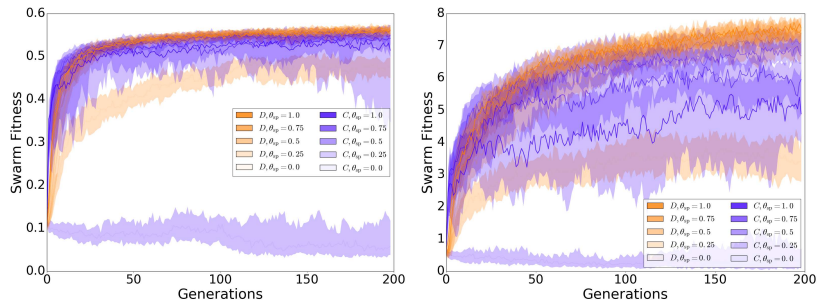 0.6
0.5
0.4
0.3
0.2
0.1
0.0
Swarm Fitness
0 50 100 150 200
Generations
D, θsp = 1.0 C, θsp = 1.0
D, θsp = 0.75 C, θsp = 0.75
D, θsp = 0.5 C, θsp = 0.5
D, θsp = 0.25 C, θsp = 0.25
D, θsp = 0.0 C, θsp = 0.0
8
7
6
5
4
3
2
1
0
Swarm Fitness
0 50 100 150 200
Generations
D, θsp = 1.0 C, θsp = 1.0
D, θsp = 0.75 C, θsp = 0.75
D, θsp = 0.5 C, θsp = 0.5
D, θsp = 0.25 C, θsp = 0.25
D, θsp = 0.0 C, θsp = 0.0